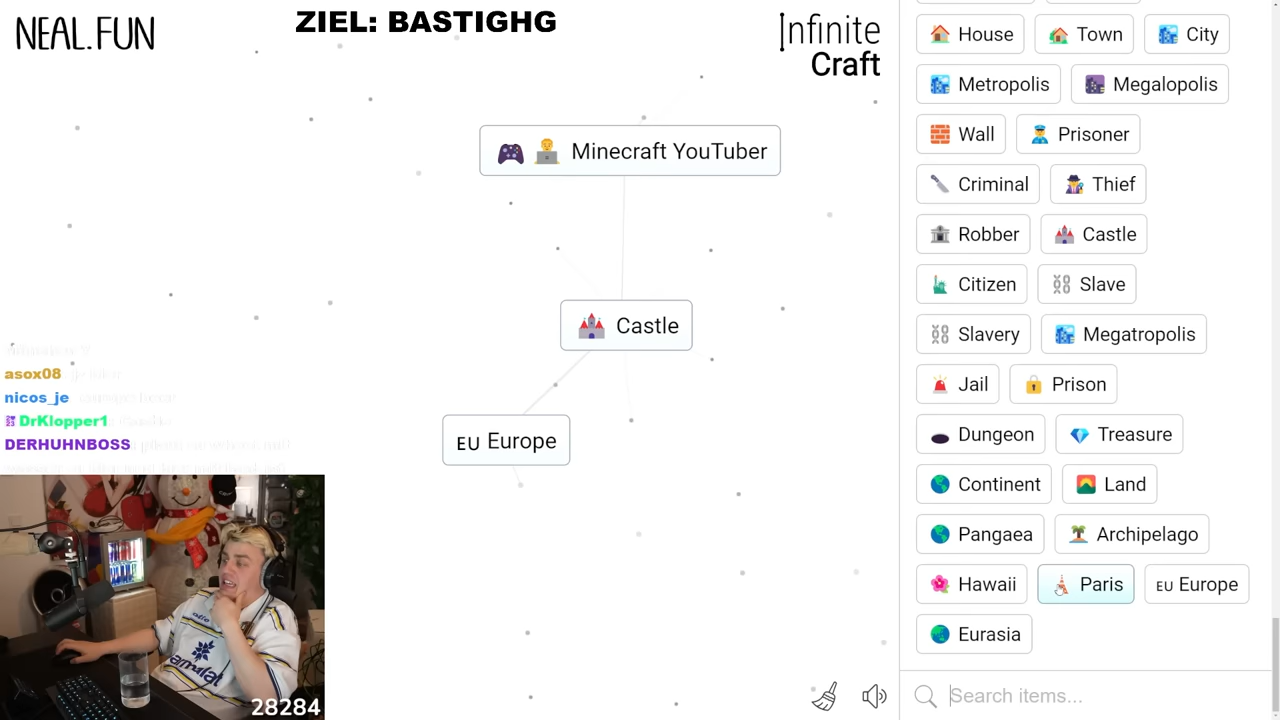 NEAL.FUN
ZIEL: BASTIGHG
Infinite
Craft
Minecraft YouTuber
Castle
EU Europe
House
Town
City
Metropolis
Megalopolis
Wall
Prisoner
Criminal
Thief
Robber
Castle
Citizen
Slave
Slavery
Megatropolis
Jail
Prison
Dungeon
Treasure
Continent
Land
Pangaea
Archipelago
Hawaii
Paris
EU Europe
Eurasia
Search items...
asox08
nicos_je
DrKlopper1
DERHUHNBOSS
28284